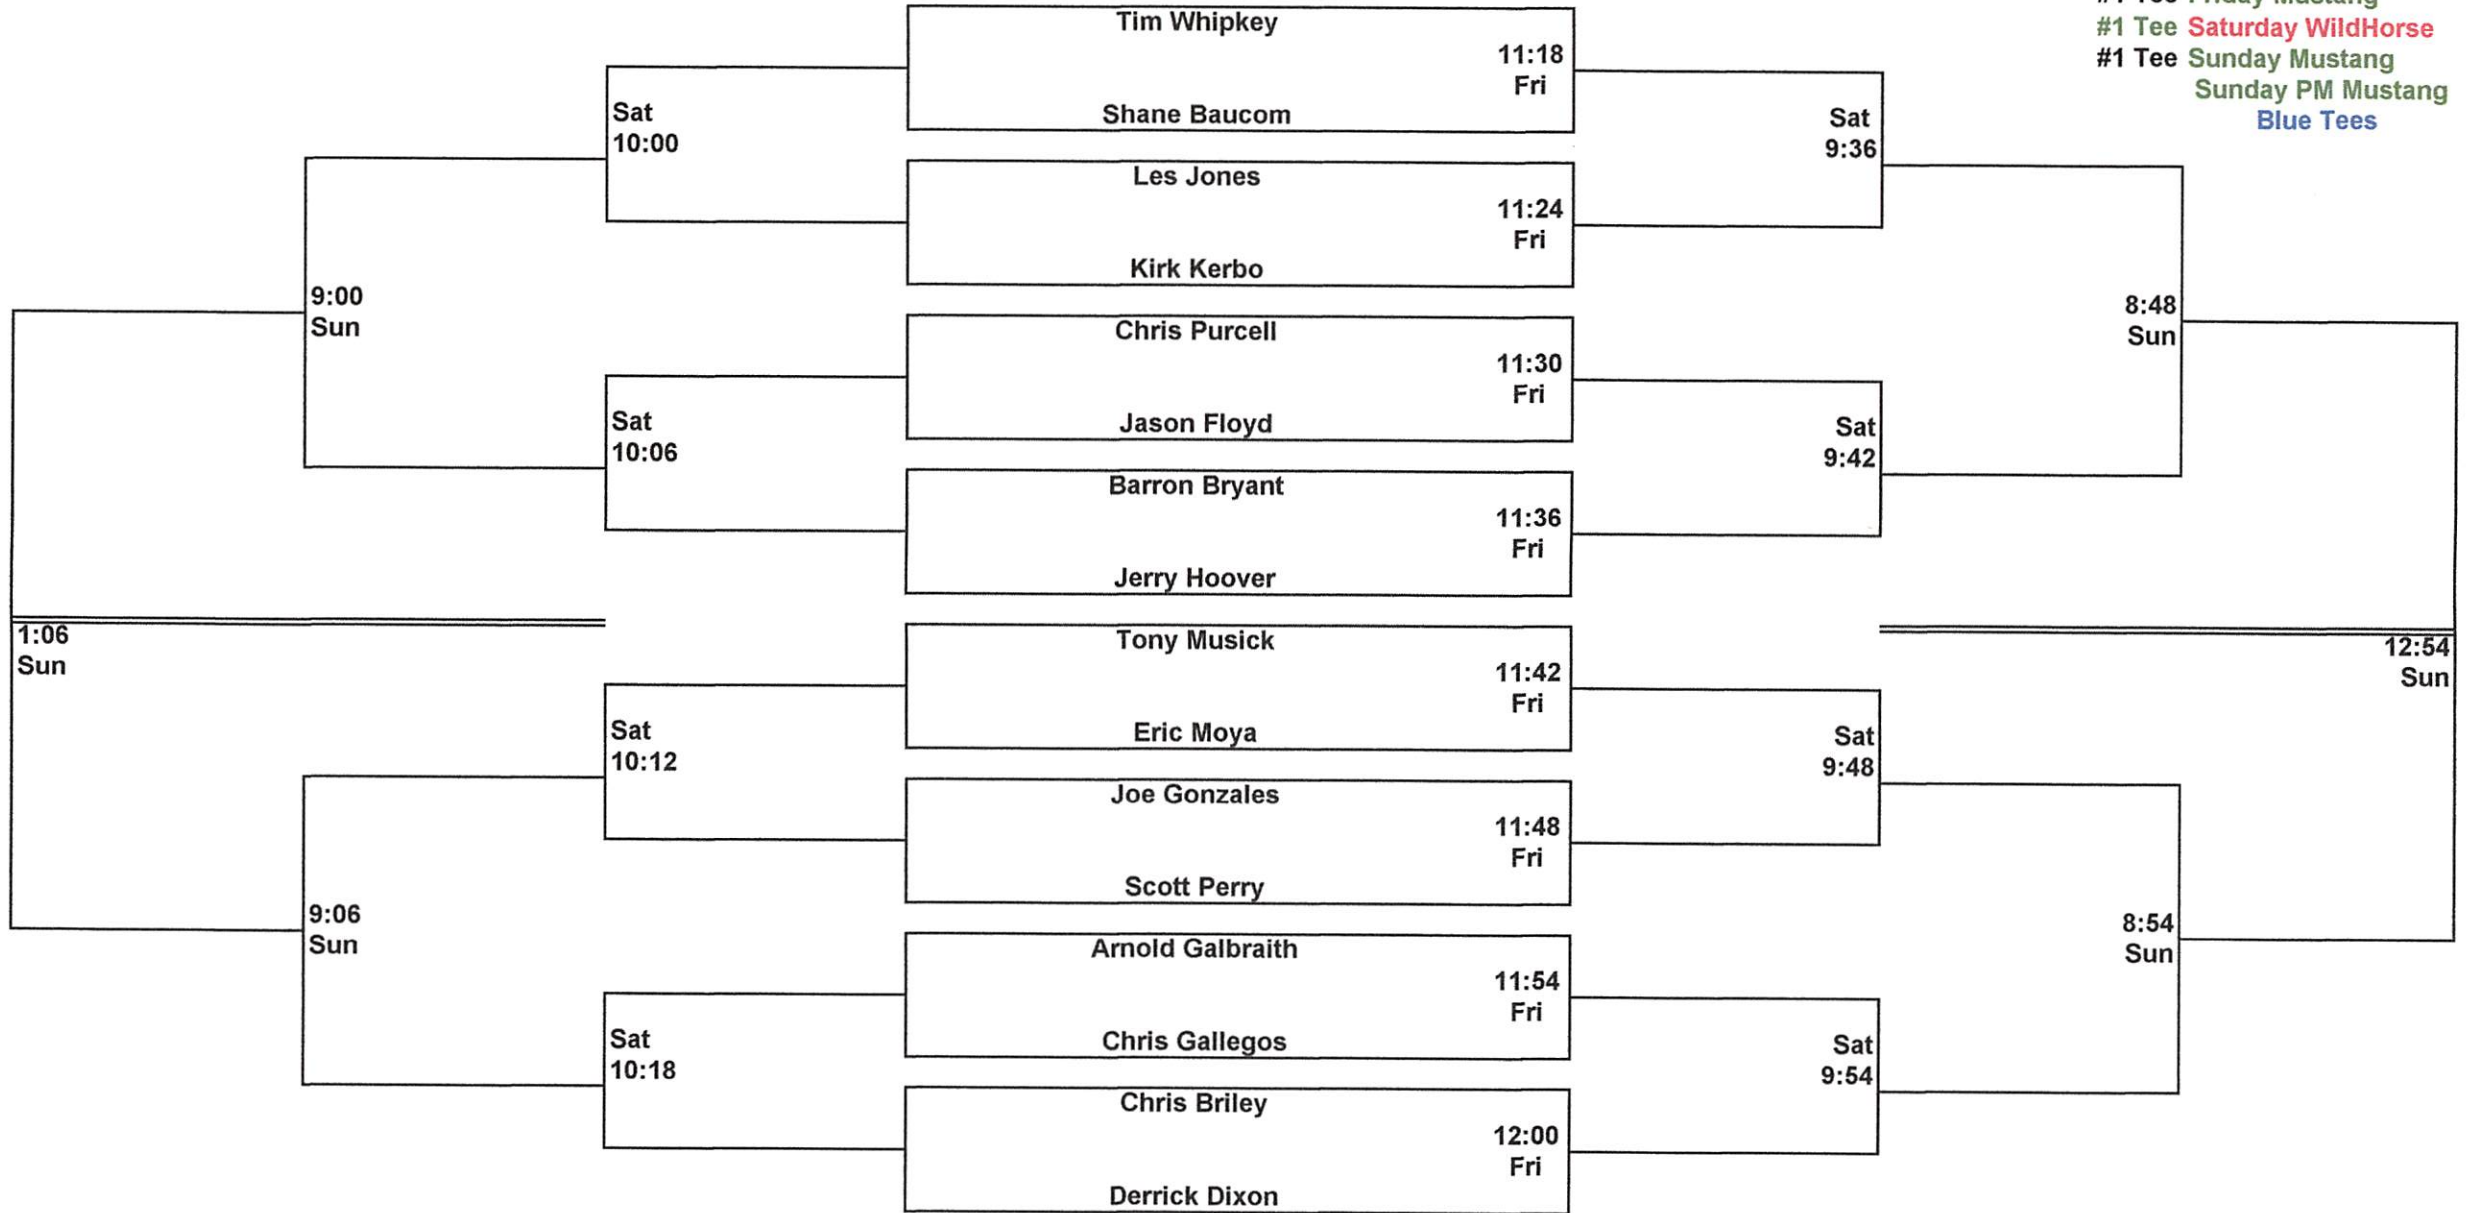 Tim Whipkey
11:18
Fri
Shane Baucom
#1 Tee Friday Mustang
#1 Tee Saturday WildHorse
#1 Tee Sunday Mustang
Sunday PM Mustang
Blue Tees
Sat
10:00
Sat
9:36
Les Jones
11:24
Fri
Kirk Kerbo
9:00
Sun
8:48
Sun
Chris Purcell
11:30
Fri
Jason Floyd
Sat
10:06
Sat
9:42
Barron Bryant
11:36
Fri
Jerry Hoover
1:06
Sun
12:54
Sun
Tony Musick
11:42
Fri
Eric Moya
Sat
10:12
Sat
9:48
Joe Gonzales
11:48
Fri
Scott Perry
9:06
Sun
8:54
Sun
Arnold Galbraith
11:54
Fri
Chris Gallegos
Sat
10:18
Sat
9:54
Chris Briley
12:00
Fri
Derrick Dixon